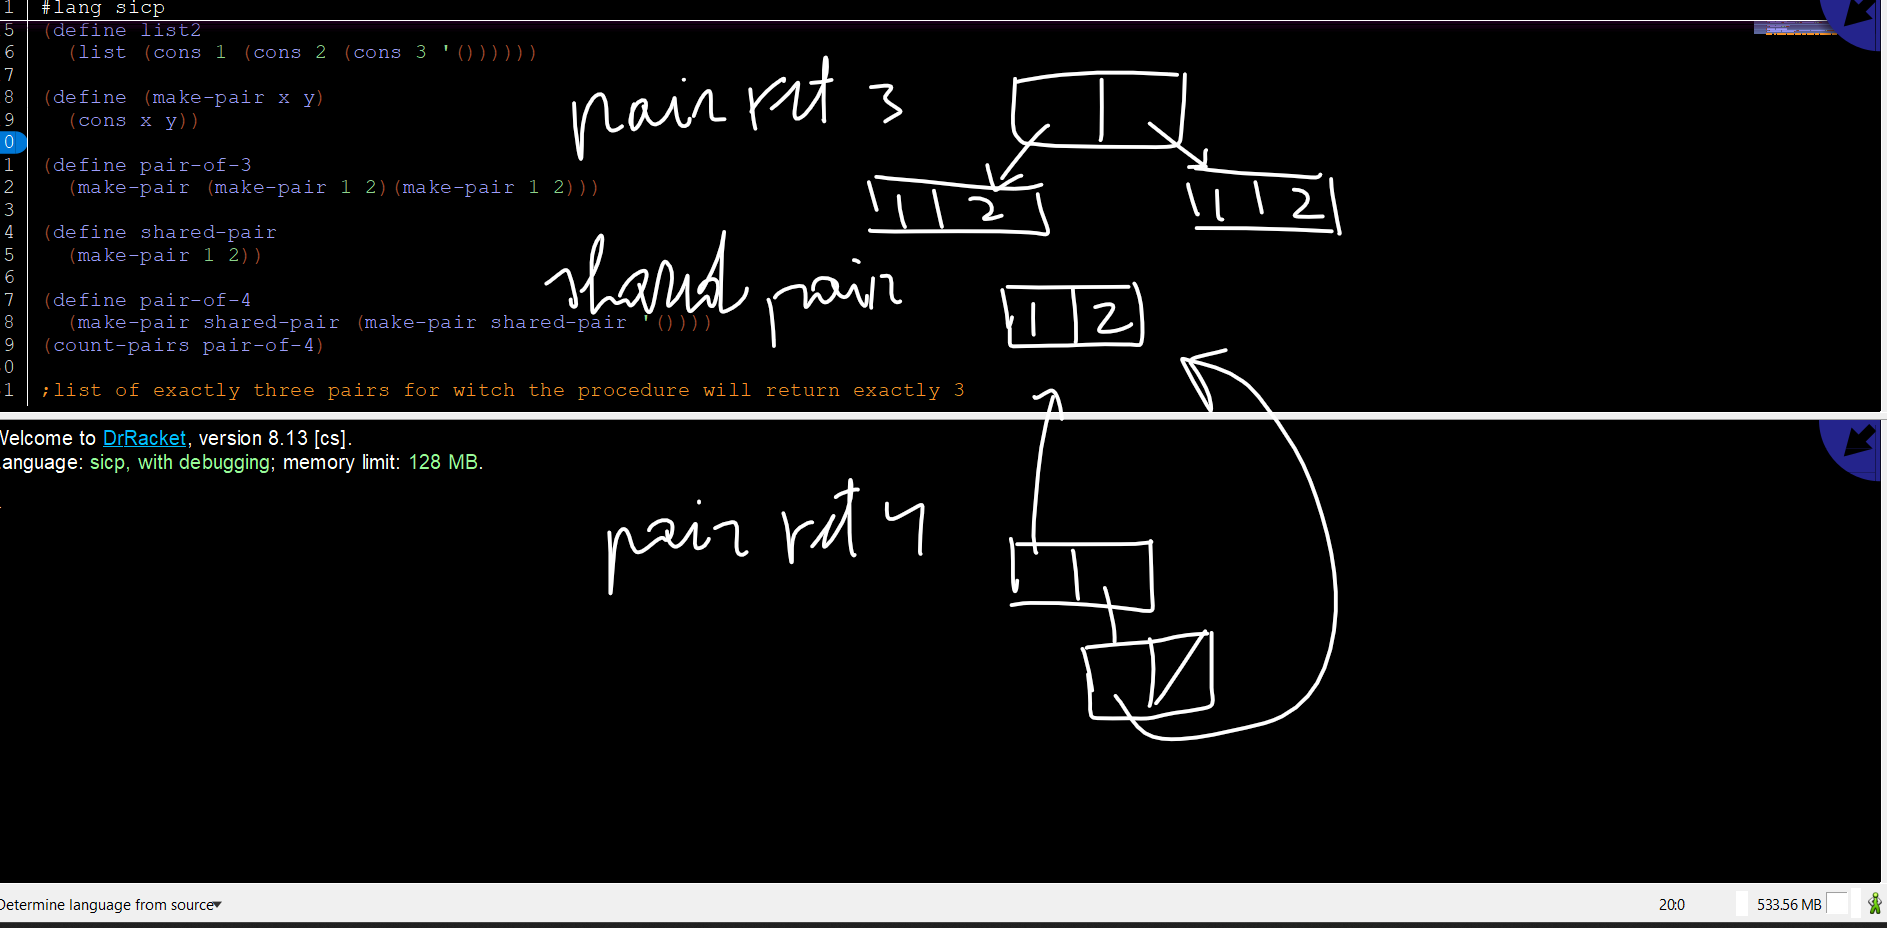 1 #lang sicp
5 (define list2
6 (list (cons 1 (cons 2 (cons 3 '())))))
7
8 (define (make-pair x y)
9 (cons x y))
0
1 (define pair-of-3
2 (make-pair (make-pair 1 2)(make-pair 1 2)))
3
4 (define shared-pair
5 (make-pair 1 2))
6
7 (define pair-of-4
8 (make-pair shared-pair (make-pair shared-pair '())))
9 (count-pairs pair-of-4)
0
1 ;list of exactly three pairs for witch the procedure will return exactly 3
pair ret 3
1 2
1 2
shared pair
1 2
Welcome to DrRacket, version 8.13 [cs].
anguage: sicp, with debugging; memory limit: 128 MB.
pair ret 4
Determine language from source
20:0
533.56 MB